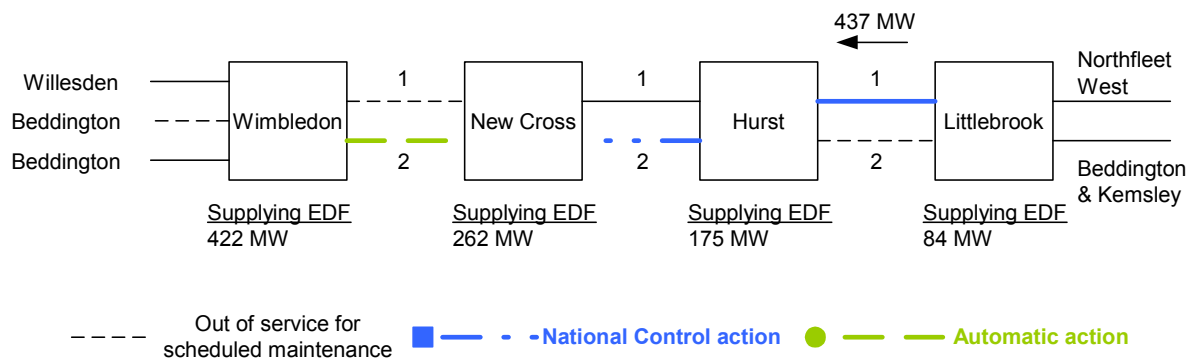 437 MW
Willesden
Beddington
Beddington
Wimbledon
1
2
New Cross
1
2
Hurst
1
2
Littlebrook
Northfleet
West
Beddington
& Kemsley
Supplying EDF
422 MW
Supplying EDF
262 MW
Supplying EDF
175 MW
Supplying EDF
84 MW
Out of service for
scheduled maintenance
National Control action
Automatic action